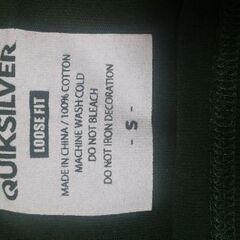 QUIKSILVER
LOOSE FIT
MADE IN CHINA / 100% COTTON
MACHINE WASH COLD
DO NOT BLEACH
DO NOT IRON DECORATION
- S -